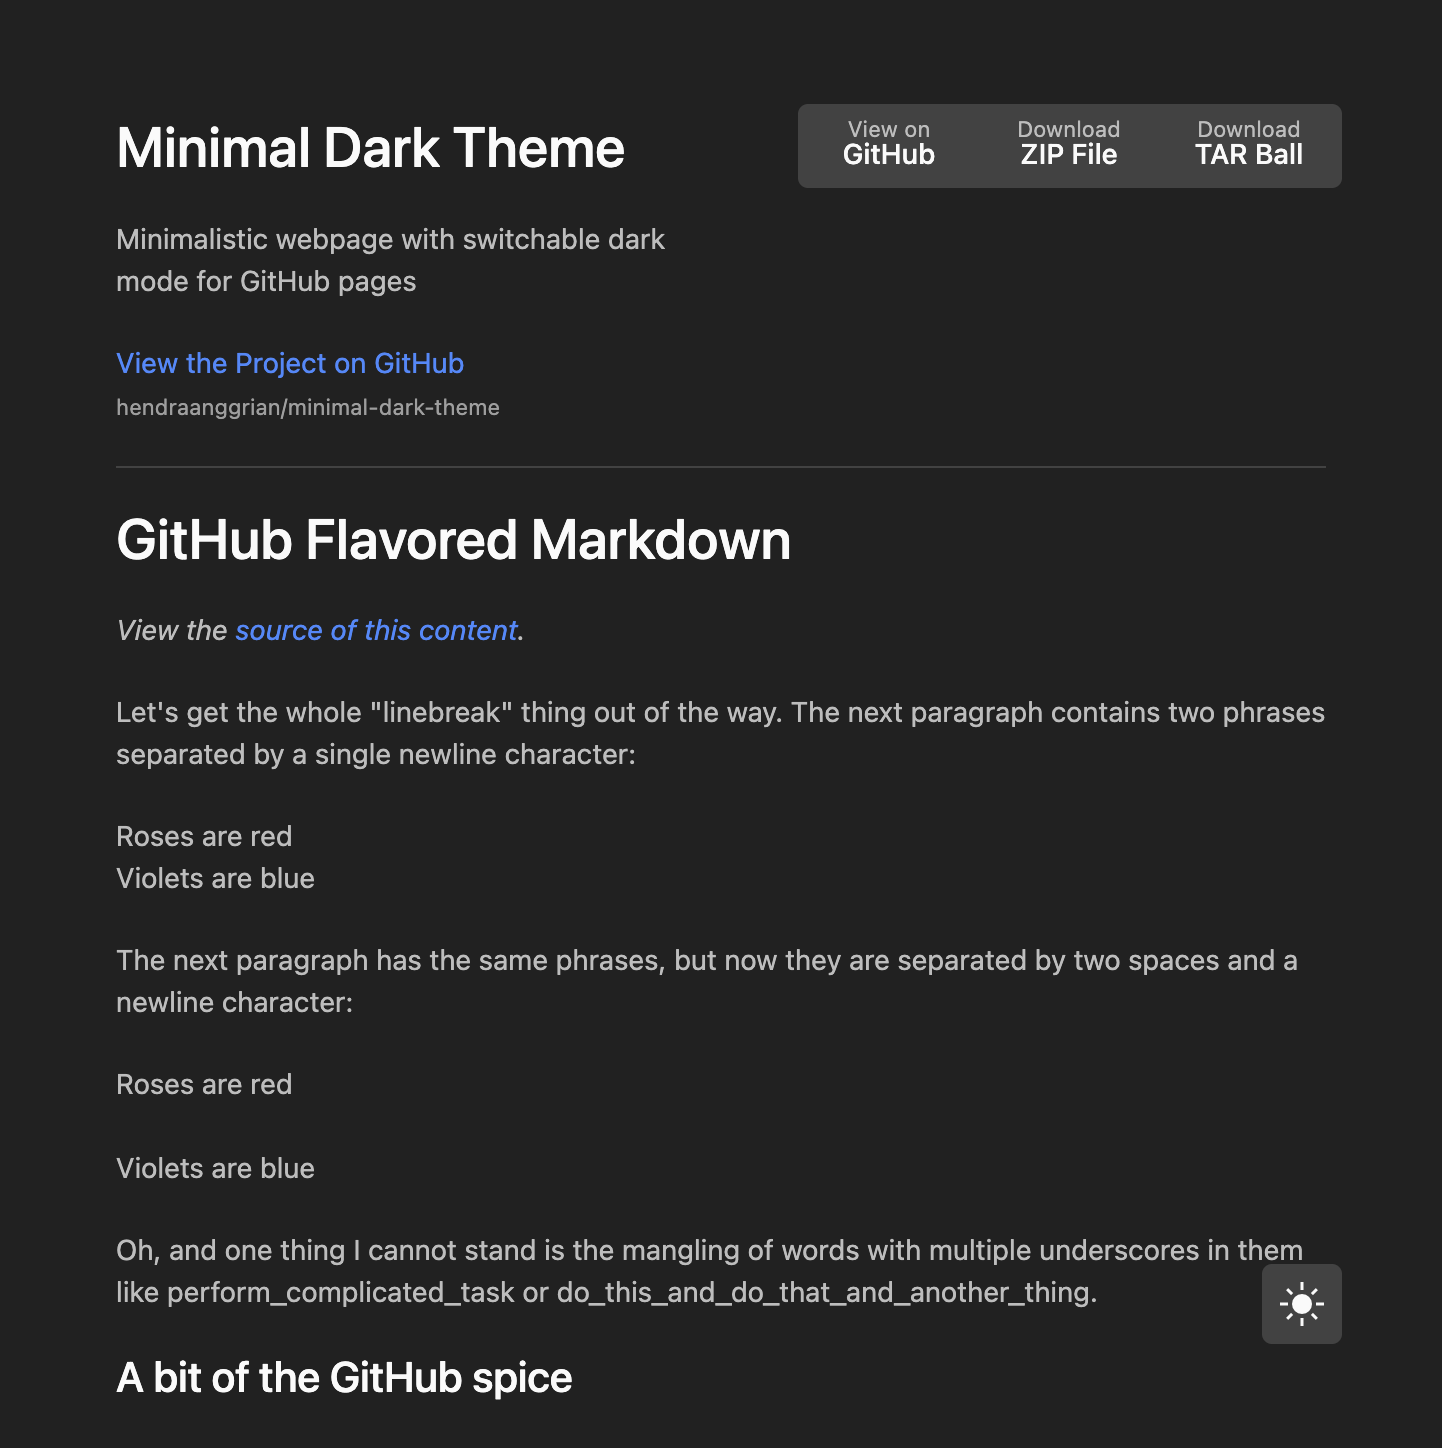 Minimal Dark Theme
View on
GitHub
Download
ZIP File
Download
TAR Ball
Minimalistic webpage with switchable dark
mode for GitHub pages
View the Project on GitHub
hendraanggrian/minimal-dark-theme
GitHub Flavored Markdown
View the source of this content.
Let's get the whole "linebreak" thing out of the way. The next paragraph contains two phrases
separated by a single newline character:
Roses are red
Violets are blue
The next paragraph has the same phrases, but now they are separated by two spaces and a
newline character:
Roses are red
Violets are blue
Oh, and one thing I cannot stand is the mangling of words with multiple underscores in them
like perform_complicated_task or do_this_and_do_that_and_another_thing.
A bit of the GitHub spice